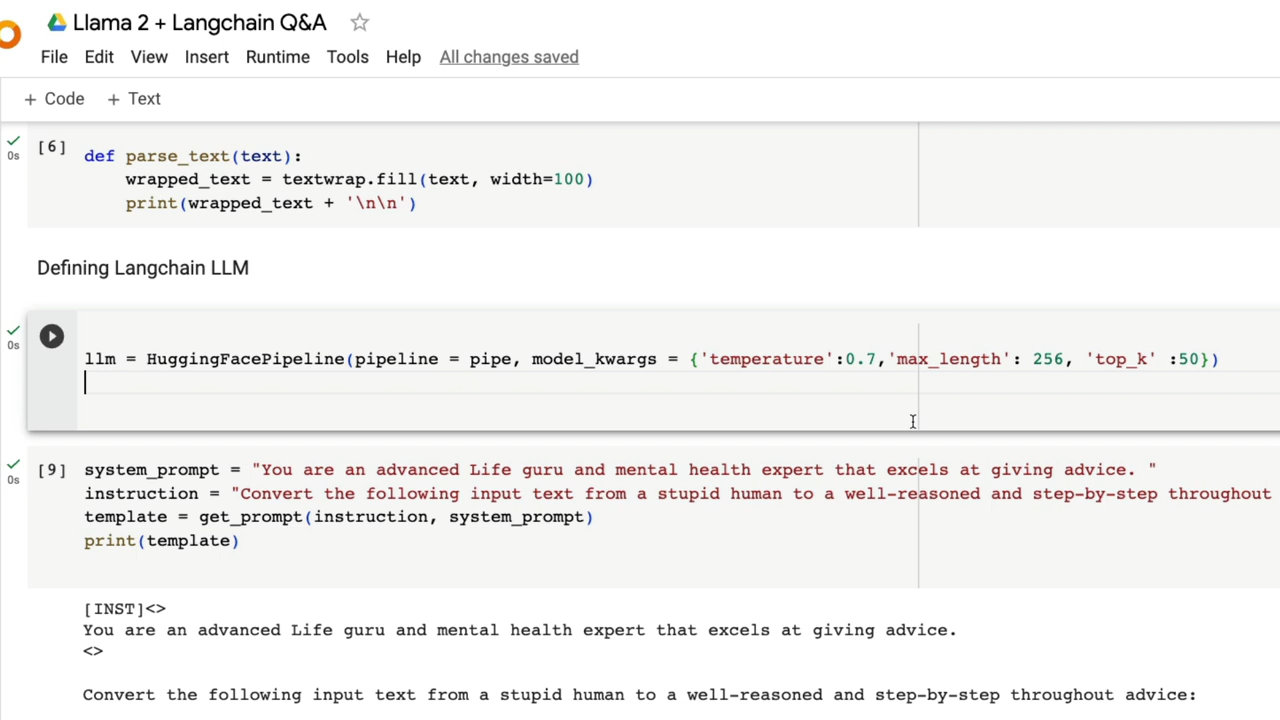 Llama 2 + Langchain Q&A
File Edit View Insert Runtime Tools Help All changes saved
+ Code + Text
0s [6] def parse_text(text):
wrapped_text = textwrap.fill(text, width=100)
print(wrapped_text + '\n\n')
Defining Langchain LLM
0s
llm = HuggingFacePipeline(pipeline = pipe, model_kwargs = {'temperature':0.7,'max_length': 256, 'top_k' :50})
0s [9] system_prompt = "You are an advanced Life guru and mental health expert that excels at giving advice. "
instruction = "Convert the following input text from a stupid human to a well-reasoned and step-by-step throughout
template = get_prompt(instruction, system_prompt)
print(template)
[INST]<>
You are an advanced Life guru and mental health expert that excels at giving advice.
<>
Convert the following input text from a stupid human to a well-reasoned and step-by-step throughout advice: